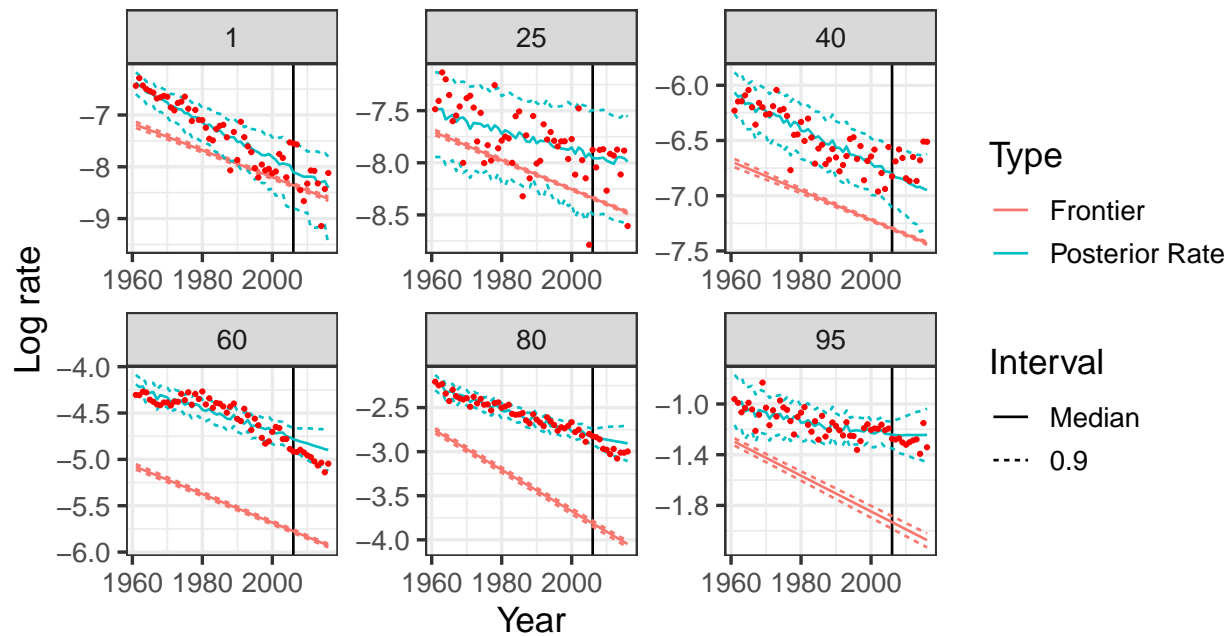 1
25
40
−7
−8
−9
−7.5
−8.0
−8.5
−6.0
−6.5
−7.0
−7.5
1960 1980 2000
1960 1980 2000
1960 1980 2000
60
80
95
−4.0
−4.5
−5.0
−5.5
−6.0
−2.5
−3.0
−3.5
−4.0
−1.0
−1.4
−1.8
1960 1980 2000
1960 1980 2000
1960 1980 2000
Log rate
Year
Type
Frontier
Posterior Rate
Interval
Median
0.9